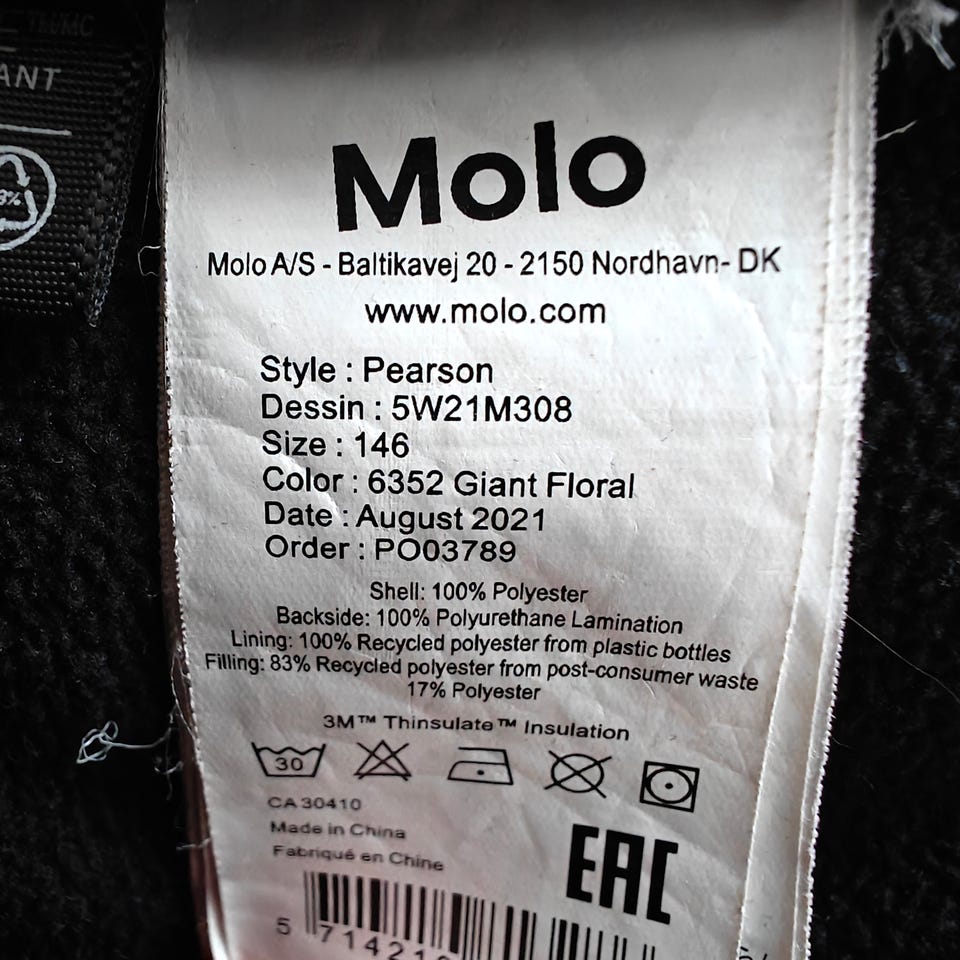 ANT
Molo
Molo A/S - Baltikavej 20 - 2150 Nordhavn- DK
www.molo.com
Style : Pearson
Dessin : 5W21M308
Size : 146
Color : 6352 Giant Floral
Date : August 2021
Order : PO03789
Shell: 100% Polyester
Backside: 100% Polyurethane Lamination
Lining: 100% Recycled polyester from plastic bottles
Filling: 83% Recycled polyester from post-consumer waste
17% Polyester
3M™ Thinsulate™ Insulation
30
CA 30410
Made in China
Fabriqué en Chine
EAC
5 71421